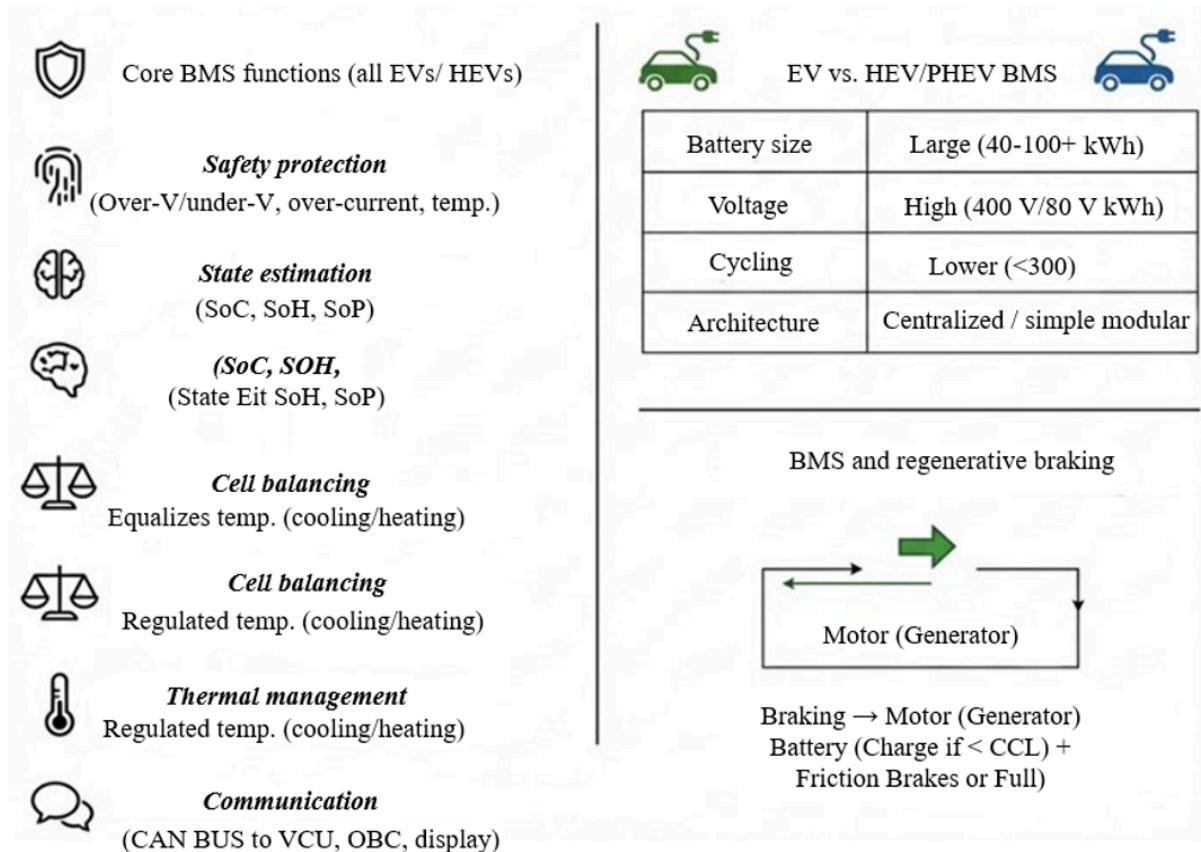 Core BMS functions (all EVs/ HEVs)
Safety protection
(Over-V/under-V, over-current, temp.)
State estimation
(SoC, SoH, SoP)
(SoC, SOH,
(State Eit SoH, SoP)
Cell balancing
Equalizes temp. (cooling/heating)
Cell balancing
Regulated temp. (cooling/heating)
Thermal management
Regulated temp. (cooling/heating)
Communication
(CAN BUS to VCU, OBC, display)
EV vs. HEV/PHEV BMS
Battery size Large (40-100+ kWh)
Voltage High (400 V/80 V kWh)
Cycling Lower (<300)
Architecture Centralized / simple modular
BMS and regenerative braking
Motor (Generator)
Braking → Motor (Generator)
Battery (Charge if < CCL) +
Friction Brakes or Full)